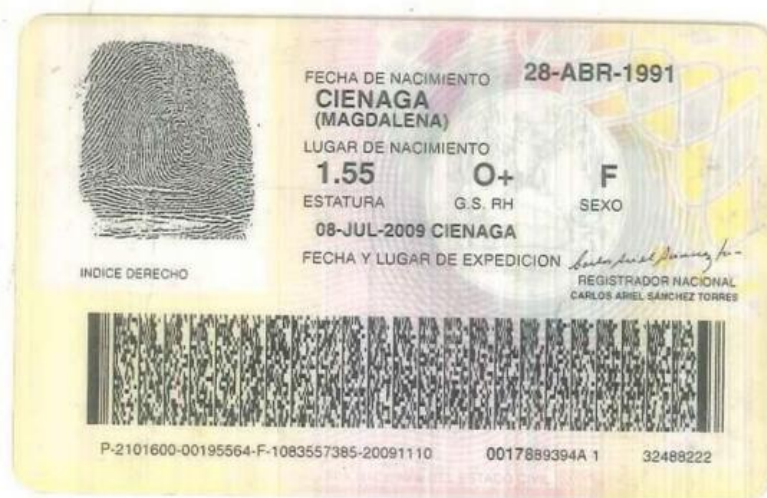 FECHA DE NACIMIENTO 28-ABR-1991
CIENAGA
(MAGDALENA)
LUGAR DE NACIMIENTO
1.55 O+ F
ESTATURA G.S. RH SEXO
08-JUL-2009 CIENAGA
FECHA Y LUGAR DE EXPEDICION
INDICE DERECHO
REGISTRADOR NACIONAL
CARLOS ARIEL SANCHEZ TORRES
P-2101600-00195564-F-1083557385-20091110 0017889394A 1 32488222